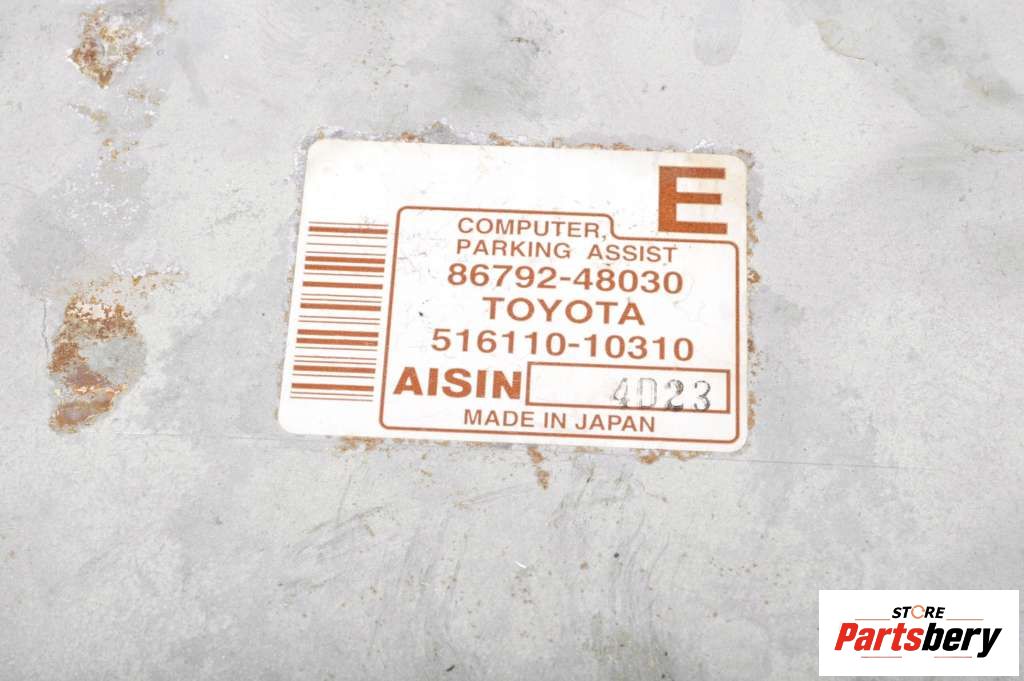 E
COMPUTER,
PARKING ASSIST
86792-48030
TOYOTA
516110-10310
AISIN 4D23
MADE IN JAPAN
STORE
Partsbery